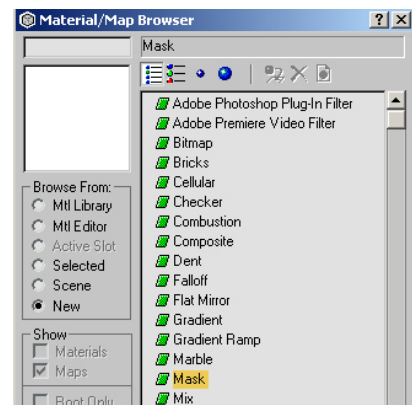 Material/Map Browser
Mask
Adobe Photoshop Plug-In Filter
Adobe Premiere Video Filter
Bitmap
Bricks
Cellular
Checker
Combustion
Composite
Dent
Falloff
Flat Mirror
Gradient
Gradient Ramp
Marble
Mask
Mix
Browse From:
Mtl Library
Mtl Editor
Active Slot
Selected
Scene
New
Show
Materials
Maps
Root Only